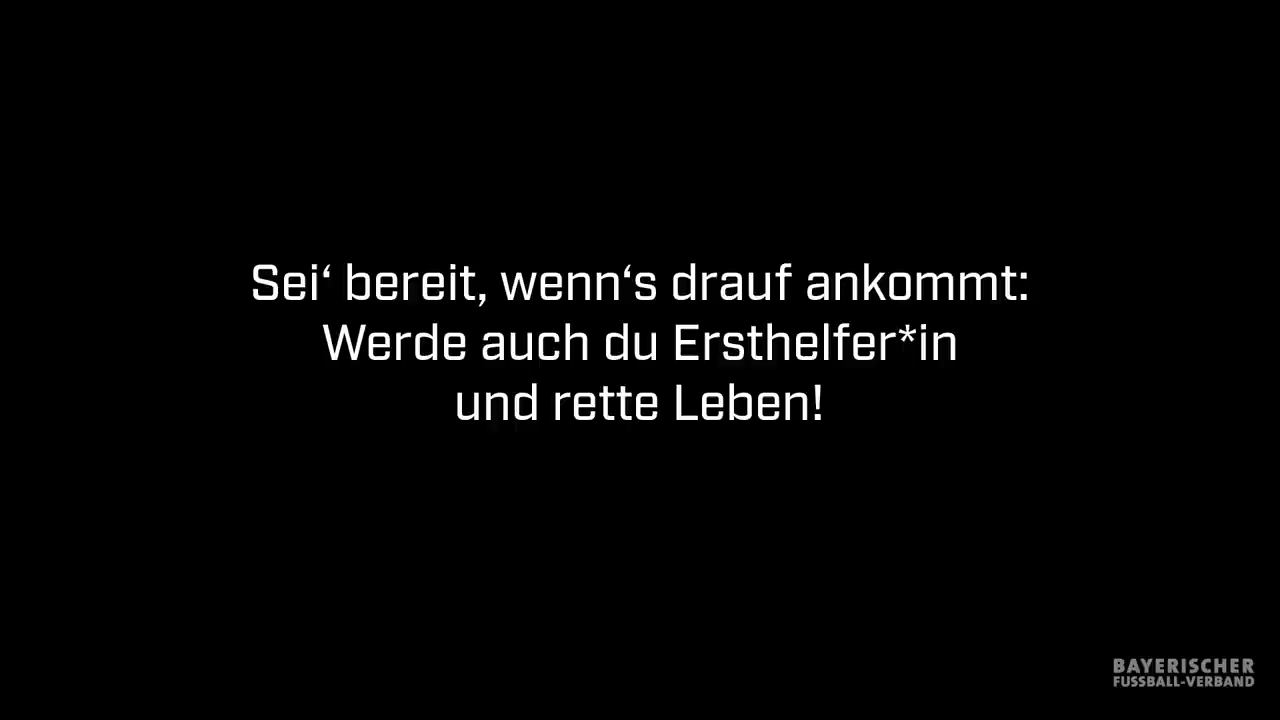 Sei‘ bereit, wenn‘s drauf ankommt:
Werde auch du Ersthelfer*in
und rette Leben!
BAYERISCHER
FUSSBALL-VERBAND